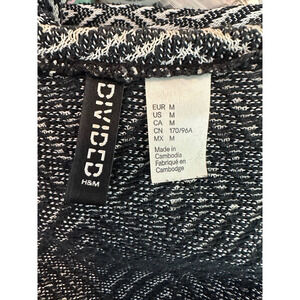 DIVIDED
H&M
EUR M
US M
CA M
CN 170/96A
MX M
Made in
Cambodia
Fabriqué en
Cambodge